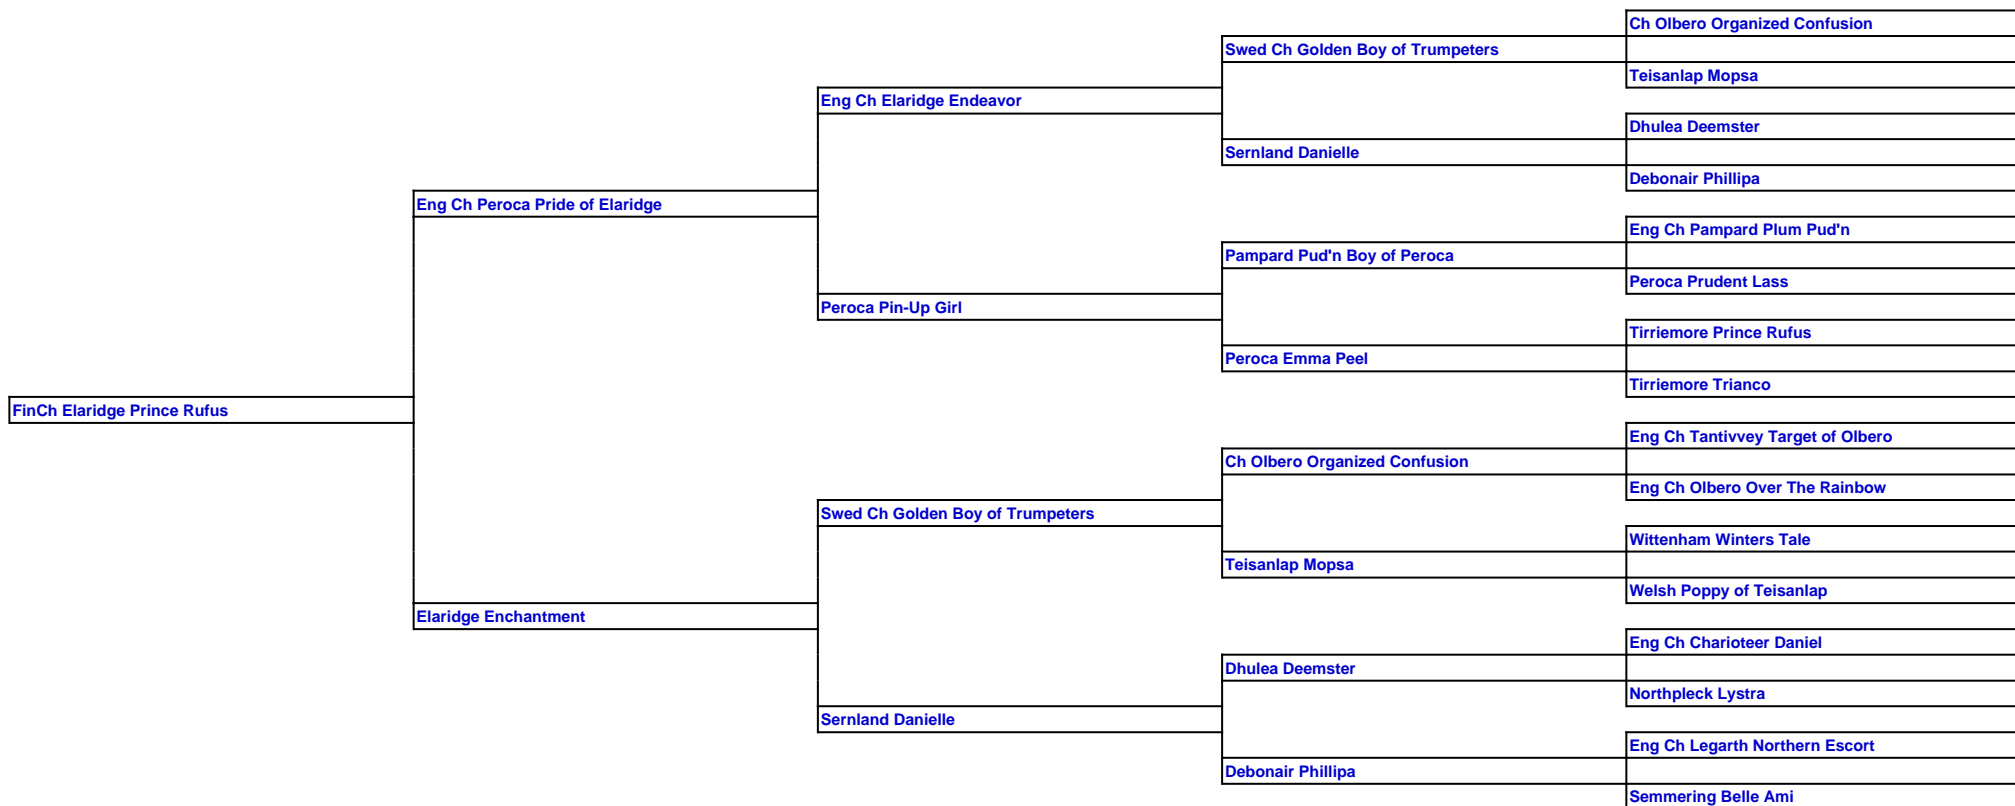 Ch Olbero Organized Confusion
Swed Ch Golden Boy of Trumpeters
Teisanlap Mopsa
Eng Ch Elaridge Endeavor
Dhulea Deemster
Sernland Danielle
Debonair Phillipa
Eng Ch Peroca Pride of Elaridge
Eng Ch Pampard Plum Pud'n
Pampard Pud'n Boy of Peroca
Peroca Prudent Lass
Peroca Pin-Up Girl
Tirriemore Prince Rufus
Peroca Emma Peel
Tirriemore Trianco
FinCh Elaridge Prince Rufus
Eng Ch Tantivvey Target of Olbero
Ch Olbero Organized Confusion
Eng Ch Olbero Over The Rainbow
Swed Ch Golden Boy of Trumpeters
Wittenham Winters Tale
Teisanlap Mopsa
Welsh Poppy of Teisanlap
Elaridge Enchantment
Eng Ch Charioteer Daniel
Dhulea Deemster
Northpleck Lystra
Sernland Danielle
Eng Ch Legarth Northern Escort
Debonair Phillipa
Semmering Belle Ami